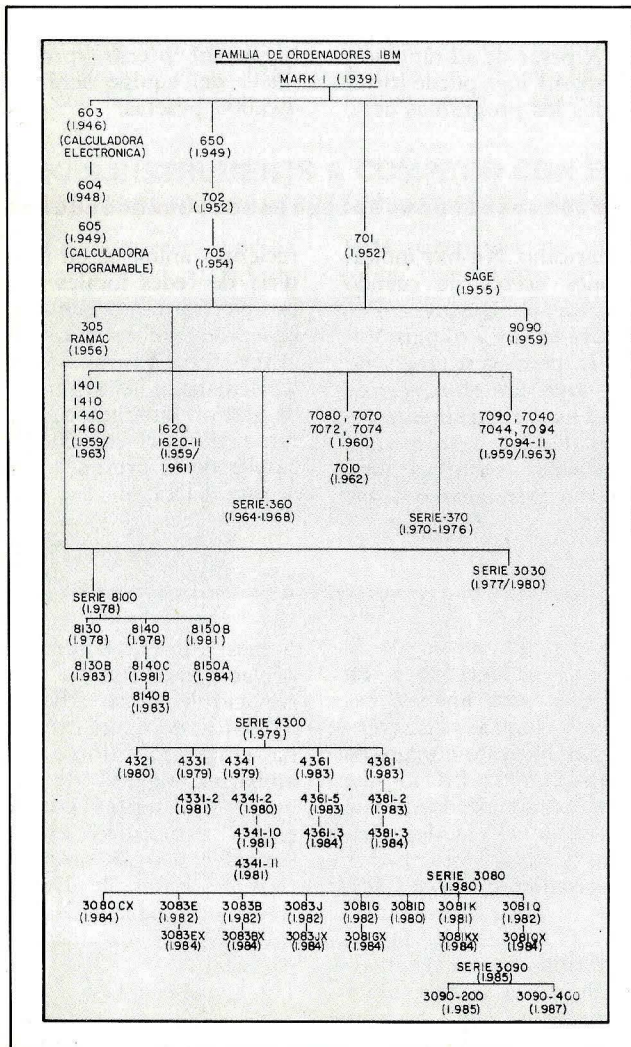 FAMILIA DE ORDENADORES IBM
MARK I (1939)
603
(1.946)
(CALCULADORA
ELECTRONICA)
604
(1.948)
605
(1.949)
(CALCULADORA
PROGRAMABLE)
650
(1.949)
702
(1.952)
705
(1.954)
701
(1.952)
SAGE
(1.955)
305
RAMAC
(1.956)
9090
(1.959)
1401
1410
1440
1460
(1.959/
1.963)
1620
1620-11
(1.959/
1.961)
7080, 7070
7072, 7074
(1.960)
7010
(1.962)
7090, 7040
7044, 7094
7094-11
(1.959/1.963)
SERIE-360
(1.964-1.968)
SERIE-370
(1.970-1.976)
SERIE 3030
(1.977/1.980)
SERIE 8100
(1.978)
8130 8140 8150B
(1.978) (1.978) (1.981)
8130B 8140C 8150A
(1.983) (1.981) (1.984)
8140B
(1.983)
SERIE 4300
(1.979)
4321 4331 4341 4361 4381
(1.980) (1.979) (1.979) (1.983) (1.983)
4331-2 4341-2 4361-5 4381-2
(1.981) (1.980) (1.983) (1.983)
4341-10 4361-3 4381-3
(1.981) (1.984) (1.984)
4341-11
(1.981)
SERIE 3080
(1.980)
3080CX 3083E 3083B 3083J 3081G 3081D 3081K 3081Q
(1.984) (1.982) (1.982) (1.982) (1.982) (1.980) (1.981) (1.982)
3083EX 3083BX 3083JX 3081GX 3081KX 3081QX
(1.984) (1.984) (1.984) (1.984) (1.984) (1.984)
SERIE 3090
(1.985)
3090-200 3090-400
(1.985) (1.987)